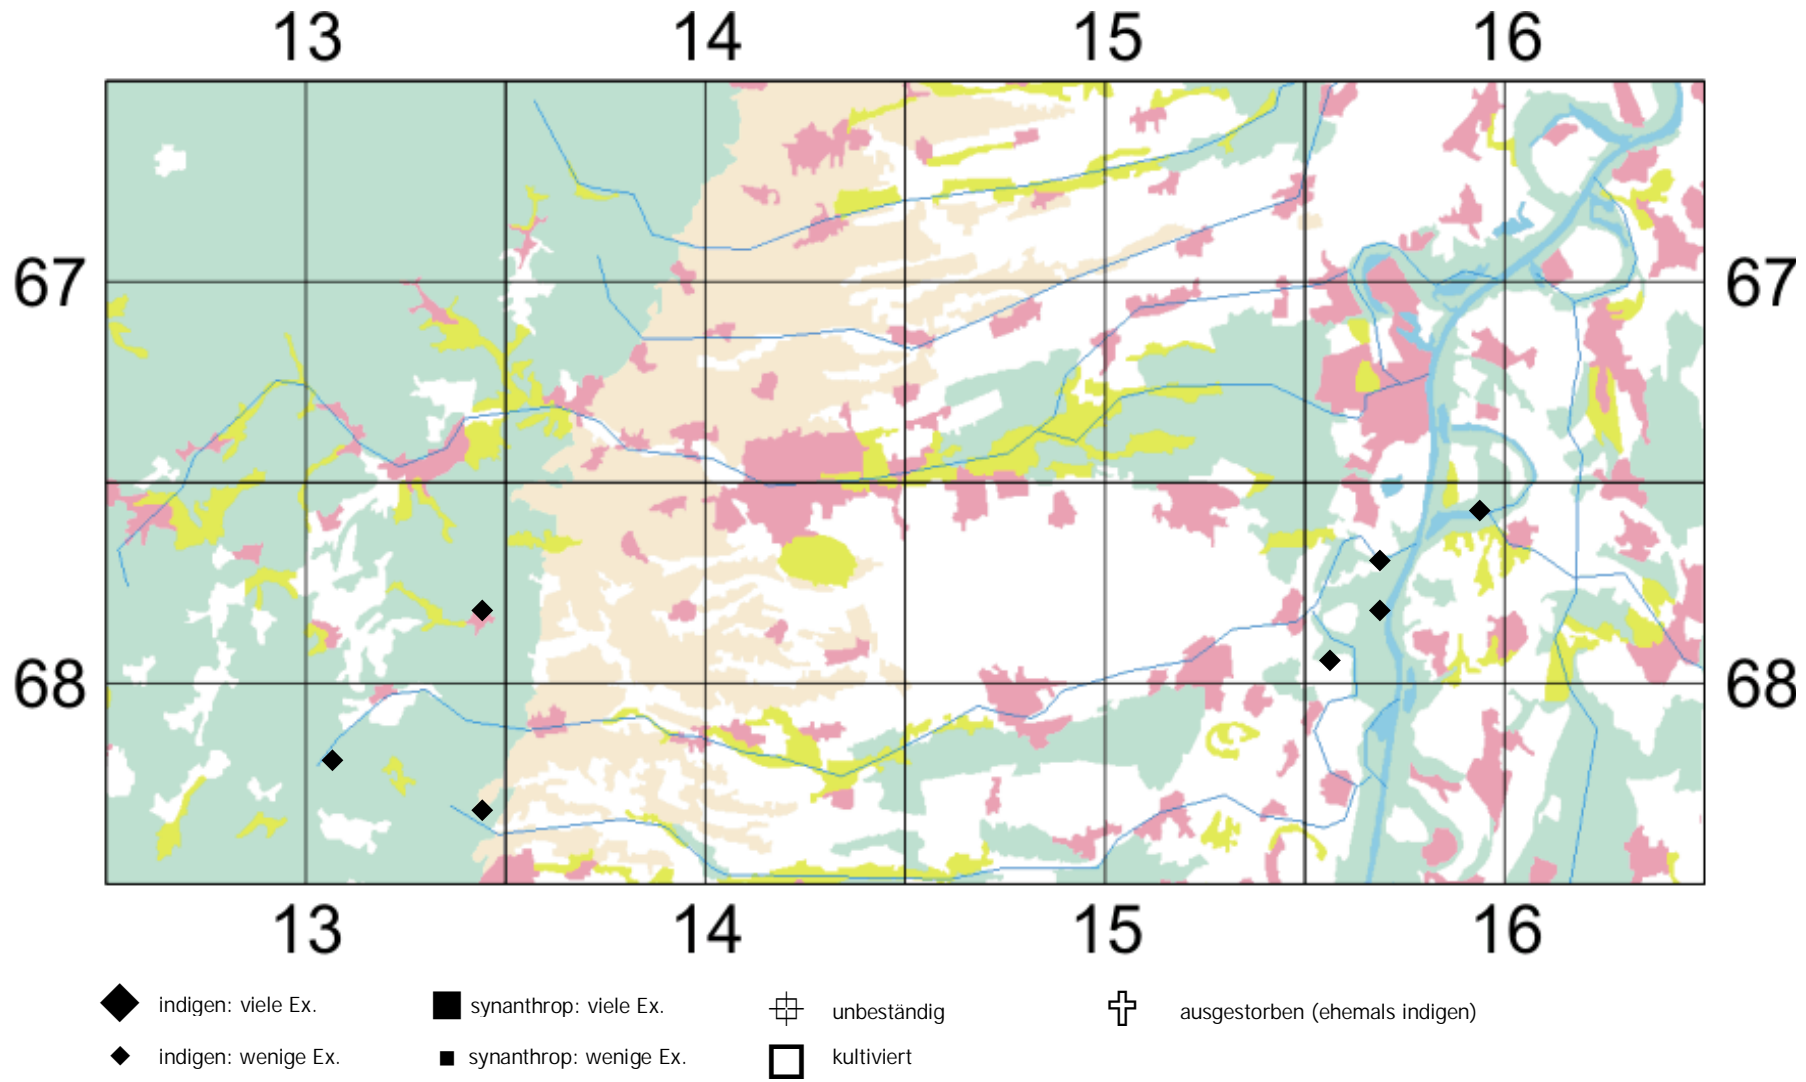 13 14 15 16
67 67
68 68
13 14 15 16
indigen: viele Ex. synanthrop: viele Ex. unbeständig ausgestorben (ehemals indigen)
indigen: wenige Ex. synanthrop: wenige Ex. kultiviert